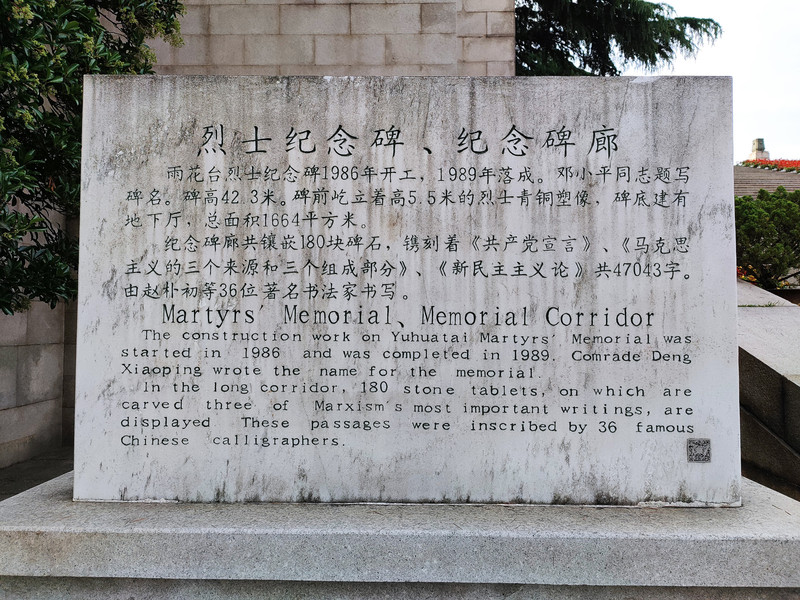 烈士纪念碑、纪念碑廊
雨花台烈士纪念碑1986年开工，1989年落成。邓小平同志题写
碑名。碑高42.3米。碑前屹立着高5.5米的烈士青铜塑像，碑底建有
地下厅，总面积1664平方米。
纪念碑廊共镶嵌180块碑石，镌刻着《共产党宣言》、《马克思
主义的三个来源和三个组成部分》、《新民主主义论》共47043字。
由赵朴初等36位著名书法家书写。
Martyrs' Memorial、Memorial Corridor
The construction work on Yuhuatai Martyrs' Memorial was
started in 1986 and was completed in 1989. Comrade Deng
Xiaoping wrote the name for the memorial.
In the long corridor, 180 stone tablets, on which are
carved three of Marxism's most important writings, are
displayed These passages were inscribed by 36 famous
Chinese calligraphers.